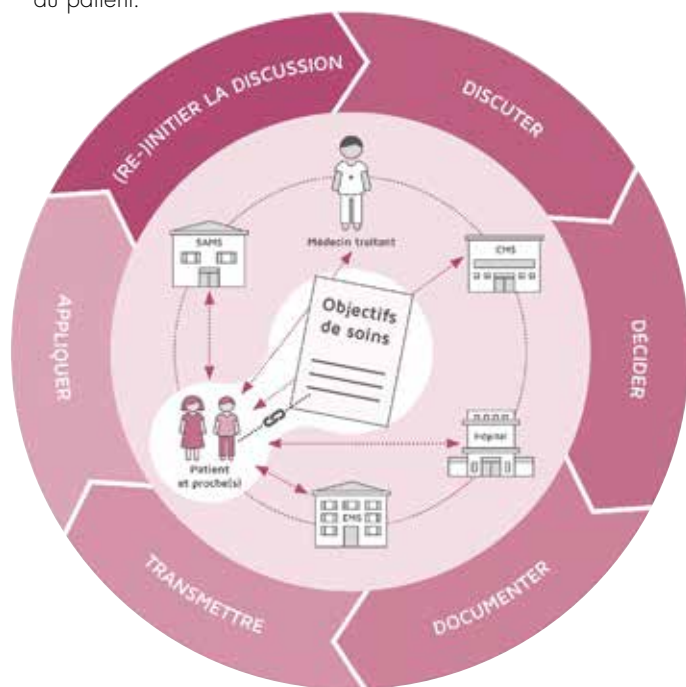 du patient.
(RE-)INITIER LA DISCUSSION
DISCUTER
DÉCIDER
DOCUMENTER
TRANSMETTRE
APPLIQUER
Médecin traitant
SAMS
CMS
Objectifs
de soins
Hôpital
Patient
et proche(s)
EMS